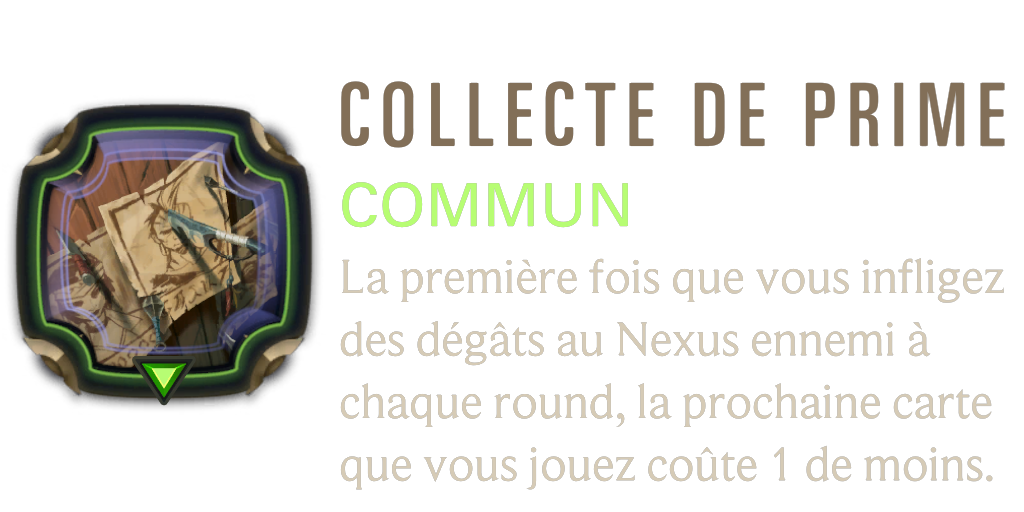 COLLECTE DE PRIME
COMMUN
La première fois que vous infligez
des dégâts au Nexus ennemi à
chaque round, la prochaine carte
que vous jouez coûte 1 de moins.